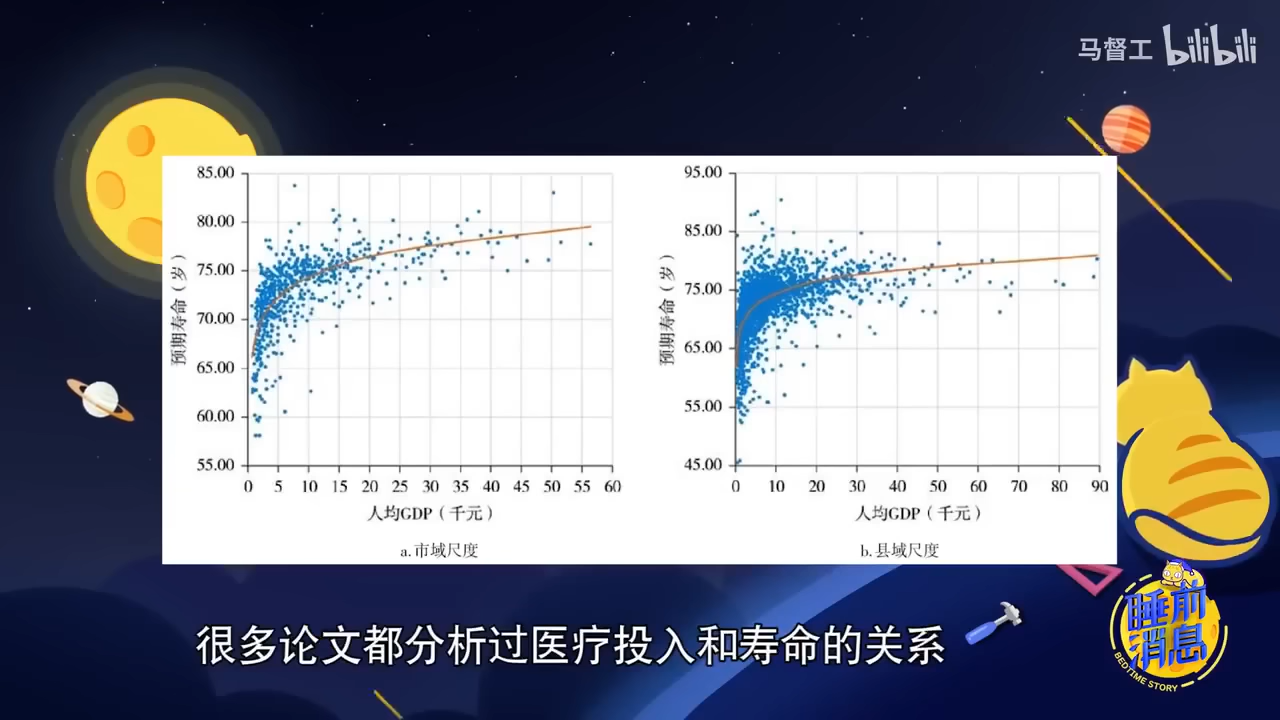 马督工 bilibili
85.00
80.00
75.00
70.00
65.00
60.00
55.00
预期寿命（岁）
0 5 10 15 20 25 30 35 40 45 50 55 60
人均GDP（千元）
a.市域尺度
95.00
85.00
75.00
65.00
55.00
45.00
预期寿命（岁）
0 10 20 30 40 50 60 70 80 90
人均GDP（千元）
b.县域尺度
很多论文都分析过医疗投入和寿命的关系
睡前
消息
BEDTIME STORY